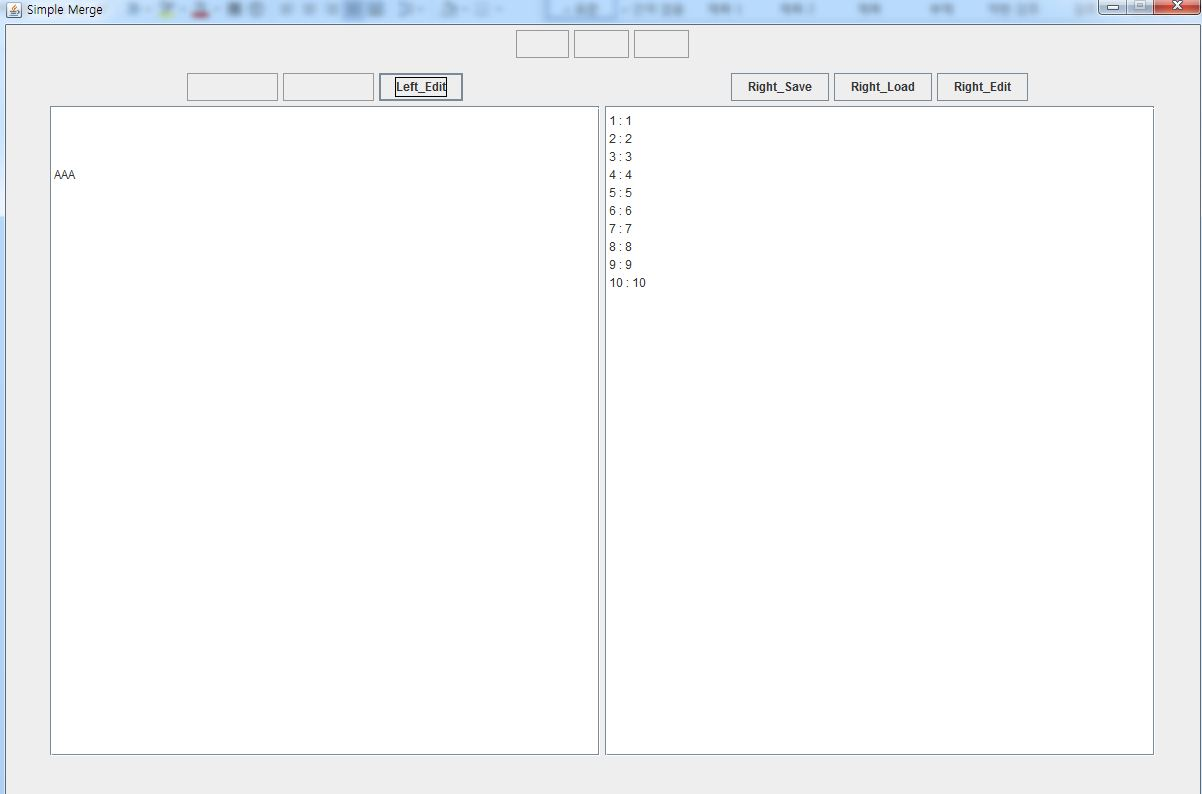 Simple Merge
Left_Edit
Right_Save Right_Load Right_Edit
AAA
1 : 1
2 : 2
3 : 3
4 : 4
5 : 5
6 : 6
7 : 7
8 : 8
9 : 9
10 : 10